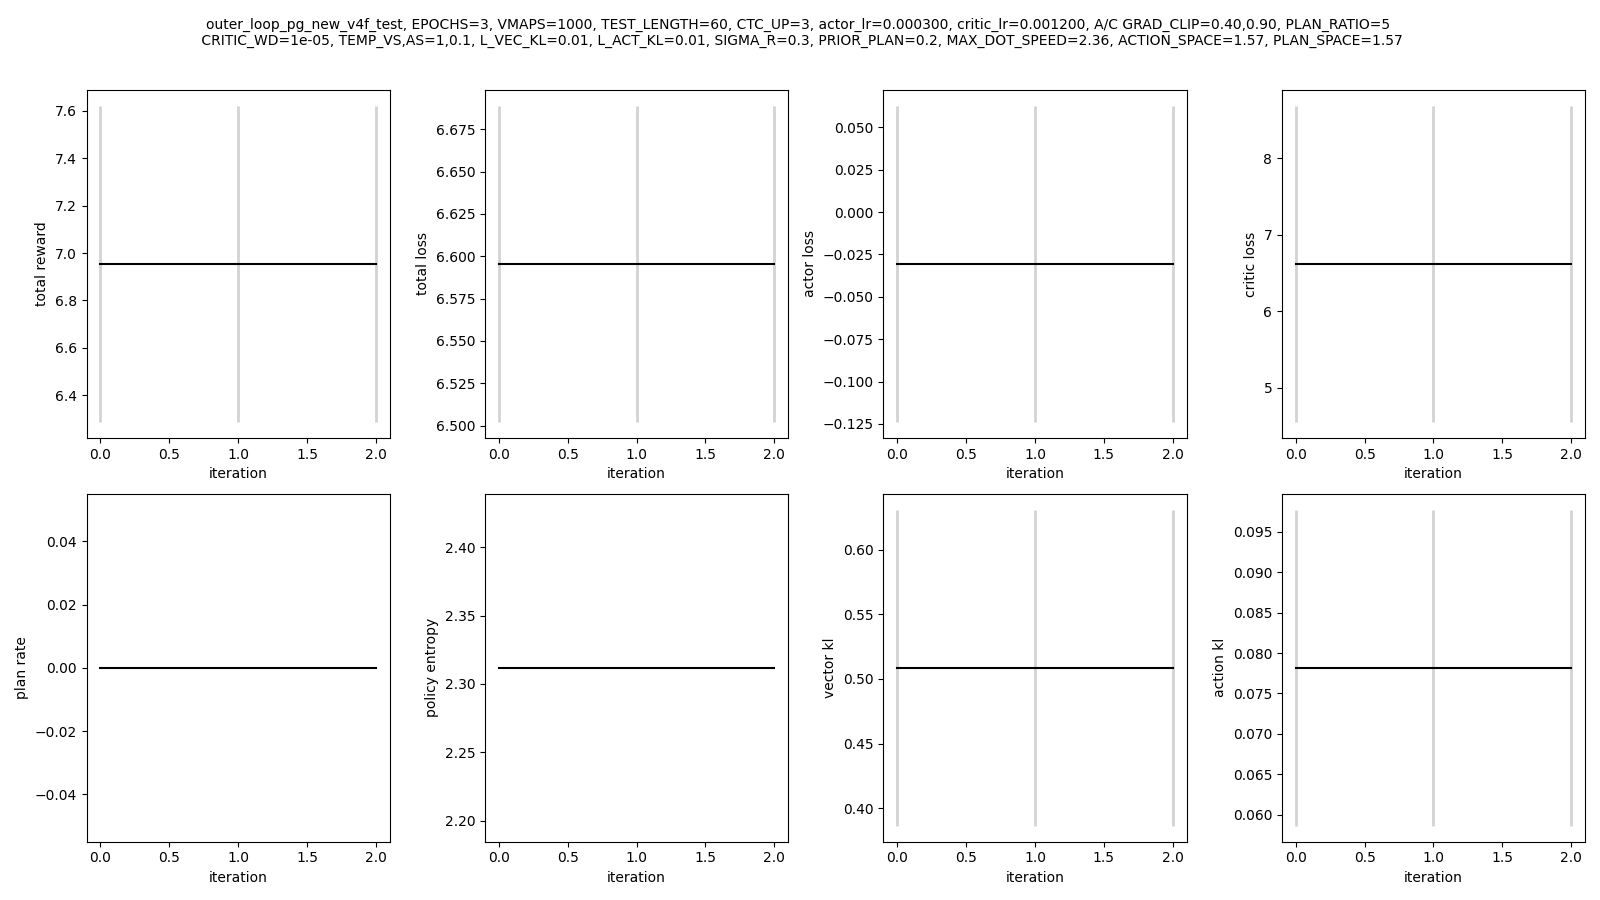 outer_loop_pg_new_v4f_test, EPOCHS=3, VMAPS=1000, TEST_LENGTH=60, CTC_UP=3, actor_lr=0.000300, critic_lr=0.001200, A/C GRAD_CLIP=0.40,0.90, PLAN_RATIO=5
CRITIC_WD=1e-05, TEMP_VS,AS=1,0.1, L_VEC_KL=0.01, L_ACT_KL=0.01, SIGMA_R=0.3, PRIOR_PLAN=0.2, MAX_DOT_SPEED=2.36, ACTION_SPACE=1.57, PLAN_SPACE=1.57
total reward
7.6
7.4
7.2
7.0
6.8
6.6
6.4
0.0 0.5 1.0 1.5 2.0
iteration
total loss
6.675
6.650
6.625
6.600
6.575
6.550
6.525
6.500
0.0 0.5 1.0 1.5 2.0
iteration
actor loss
0.050
0.025
0.000
−0.025
−0.050
−0.075
−0.100
−0.125
0.0 0.5 1.0 1.5 2.0
iteration
critic loss
8
7
6
5
0.0 0.5 1.0 1.5 2.0
iteration
plan rate
0.04
0.02
0.00
−0.02
−0.04
0.0 0.5 1.0 1.5 2.0
iteration
policy entropy
2.40
2.35
2.30
2.25
2.20
0.0 0.5 1.0 1.5 2.0
iteration
vector kl
0.60
0.55
0.50
0.45
0.40
0.0 0.5 1.0 1.5 2.0
iteration
action kl
0.095
0.090
0.085
0.080
0.075
0.070
0.065
0.060
0.0 0.5 1.0 1.5 2.0
iteration